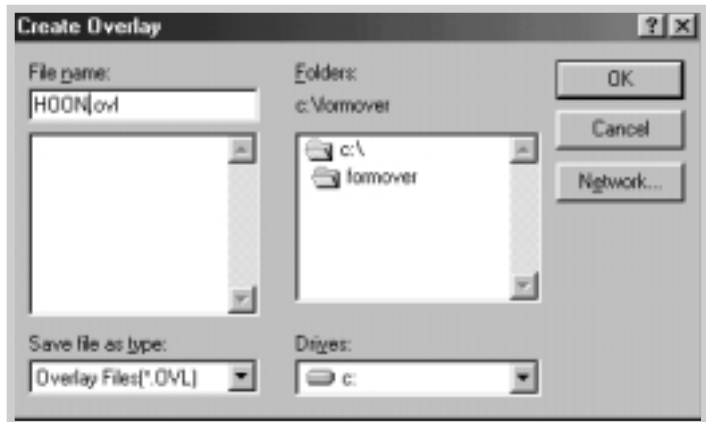 Create Overlay
File name:
HOON.ovl
Folders:
c:\formover
c:\
formover
OK
Cancel
Network...
Save file as type:
Overlay Files(*.OVL)
Drives:
c: